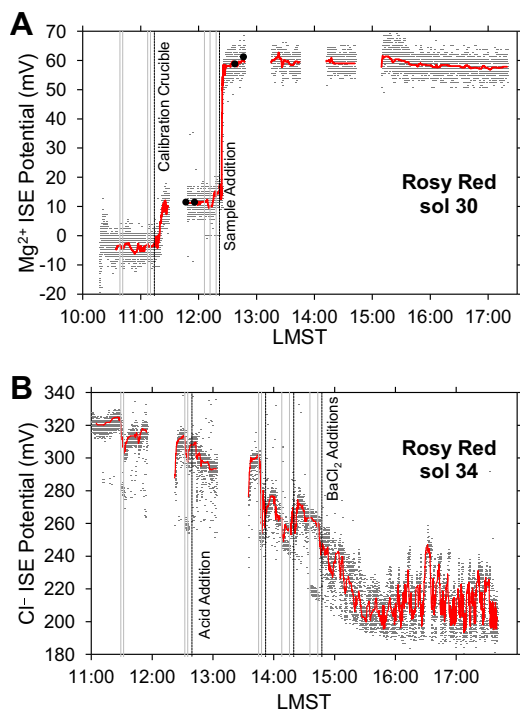 A
Mg2+ ISE Potential (mV)
70
60
50
40
30
20
10
0
-10
-20
Calibration Crucible
Sample Addition
Rosy Red
sol 30
10:00 11:00 12:00 13:00 14:00 15:00 16:00 17:00
LMST
B
Cl– ISE Potential (mV)
340
320
300
280
260
240
220
200
180
Acid Addition
BaCl2 Additions
Rosy Red
sol 34
11:00 12:00 13:00 14:00 15:00 16:00 17:00
LMST